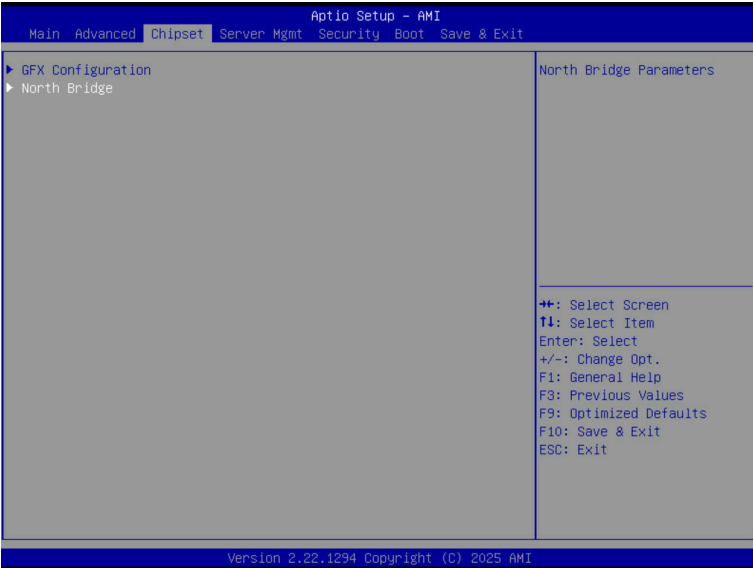 Aptio Setup - AMI
Main Advanced Chipset Server Mgmt Security Boot Save & Exit
GFX Configuration
North Bridge
North Bridge Parameters
→←: Select Screen
↑↓: Select Item
Enter: Select
+/-: Change Opt.
F1: General Help
F3: Previous Values
F9: Optimized Defaults
F10: Save & Exit
ESC: Exit
Version 2.22.1294 Copyright (C) 2025 AMI